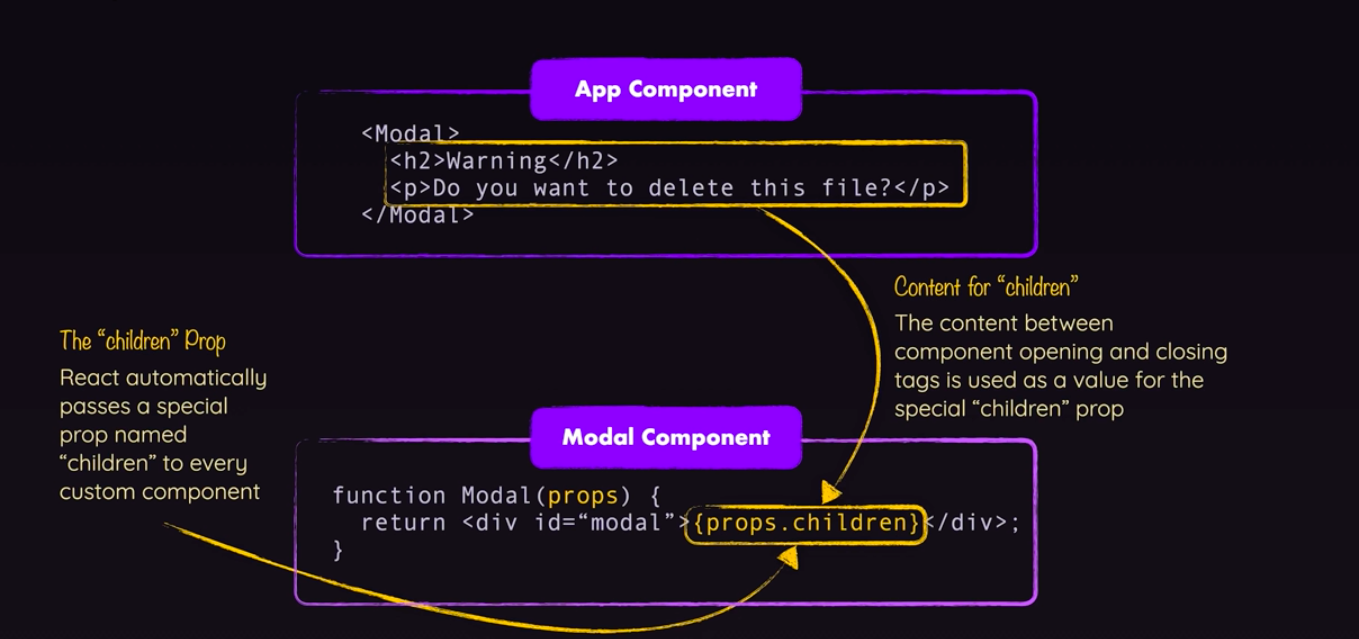 App Component
<Modal>
<h2>Warning</h2>
<p>Do you want to delete this file?</p>
</Modal>
Content for “children”
The content between
component opening and closing
tags is used as a value for the
special “children” prop
The “children” Prop
React automatically
passes a special
prop named
“children” to every
custom component
Modal Component
function Modal(props) {
return <div id=“modal”>{props.children}</div>;
}